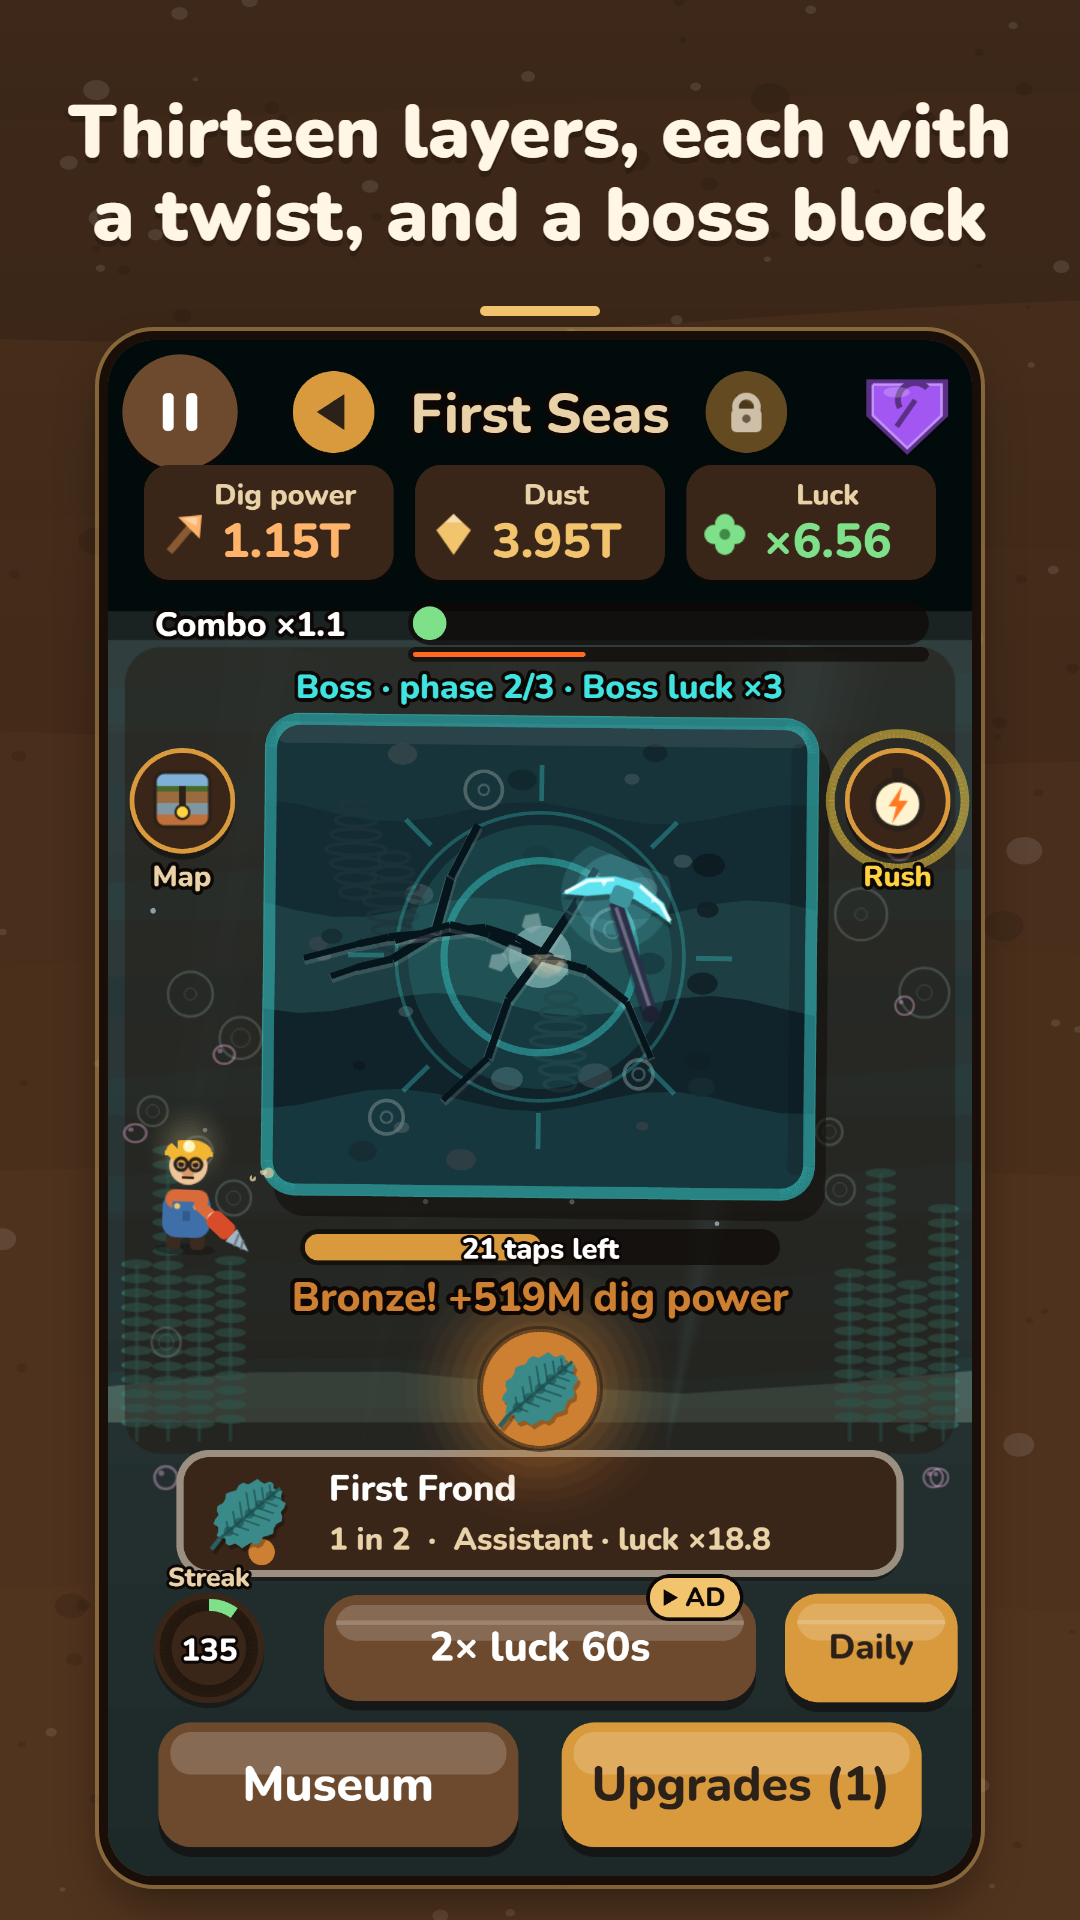 Thirteen layers, each with
a twist, and a boss block
First Seas
Dig power
1.15T
Dust
3.95T
Luck
×6.56
Combo ×1.1
Boss · phase 2/3 · Boss luck ×3
Map
Rush
21 taps left
Bronze! +519M dig power
First Frond
1 in 2 · Assistant · luck ×18.8
Streak
135
AD
2× luck 60s
Daily
Museum
Upgrades (1)